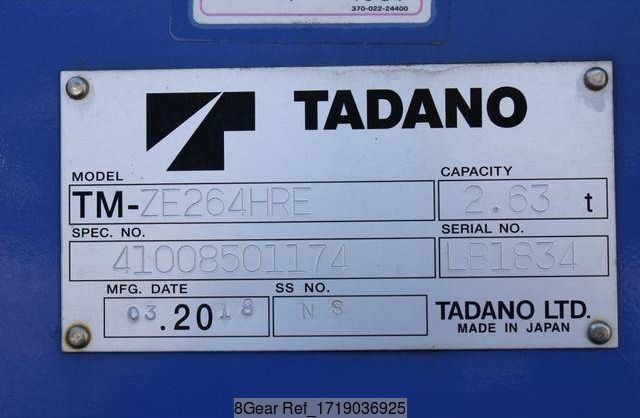 370-022-24400
TADANO
MODEL
TM-ZE264HRE
CAPACITY
2.63 t
SPEC. NO.
41008501174
SERIAL NO.
LB1834
MFG. DATE
03.2018
SS NO.
N S
TADANO LTD.
MADE IN JAPAN
8Gear Ref_1719036925